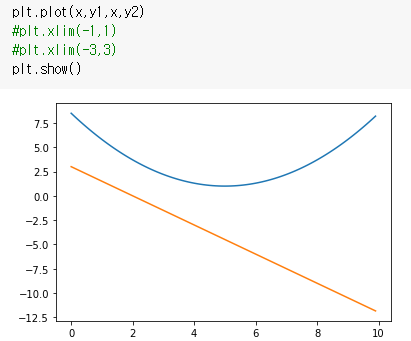 plt.plot(x,y1,x,y2)
#plt.xlim(-1,1)
#plt.xlim(-3,3)
plt.show()
7.5
5.0
2.5
0.0
−2.5
−5.0
−7.5
−10.0
−12.5
0 2 4 6 8 10